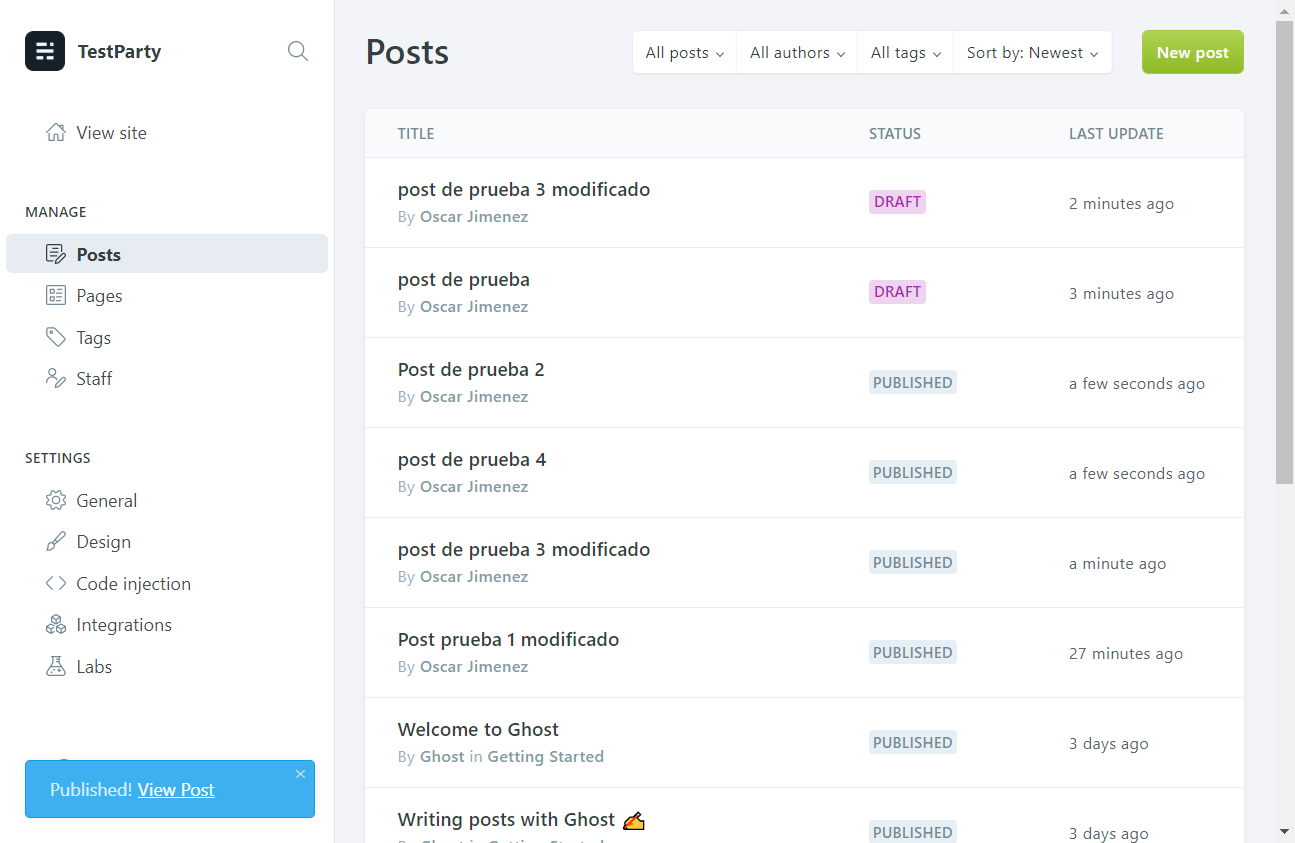 TestParty
View site
MANAGE
Posts
Pages
Tags
Staff
SETTINGS
General
Design
Code injection
Integrations
Labs
Published! View Post
Posts
All posts
All authors
All tags
Sort by: Newest
New post
TITLE STATUS LAST UPDATE
post de prueba 3 modificado
By Oscar Jimenez
DRAFT
2 minutes ago
post de prueba
By Oscar Jimenez
DRAFT
3 minutes ago
Post de prueba 2
By Oscar Jimenez
PUBLISHED
a few seconds ago
post de prueba 4
By Oscar Jimenez
PUBLISHED
a few seconds ago
post de prueba 3 modificado
By Oscar Jimenez
PUBLISHED
a minute ago
Post prueba 1 modificado
By Oscar Jimenez
PUBLISHED
27 minutes ago
Welcome to Ghost
By Ghost in Getting Started
PUBLISHED
3 days ago
Writing posts with Ghost ✍️
PUBLISHED
3 days ago